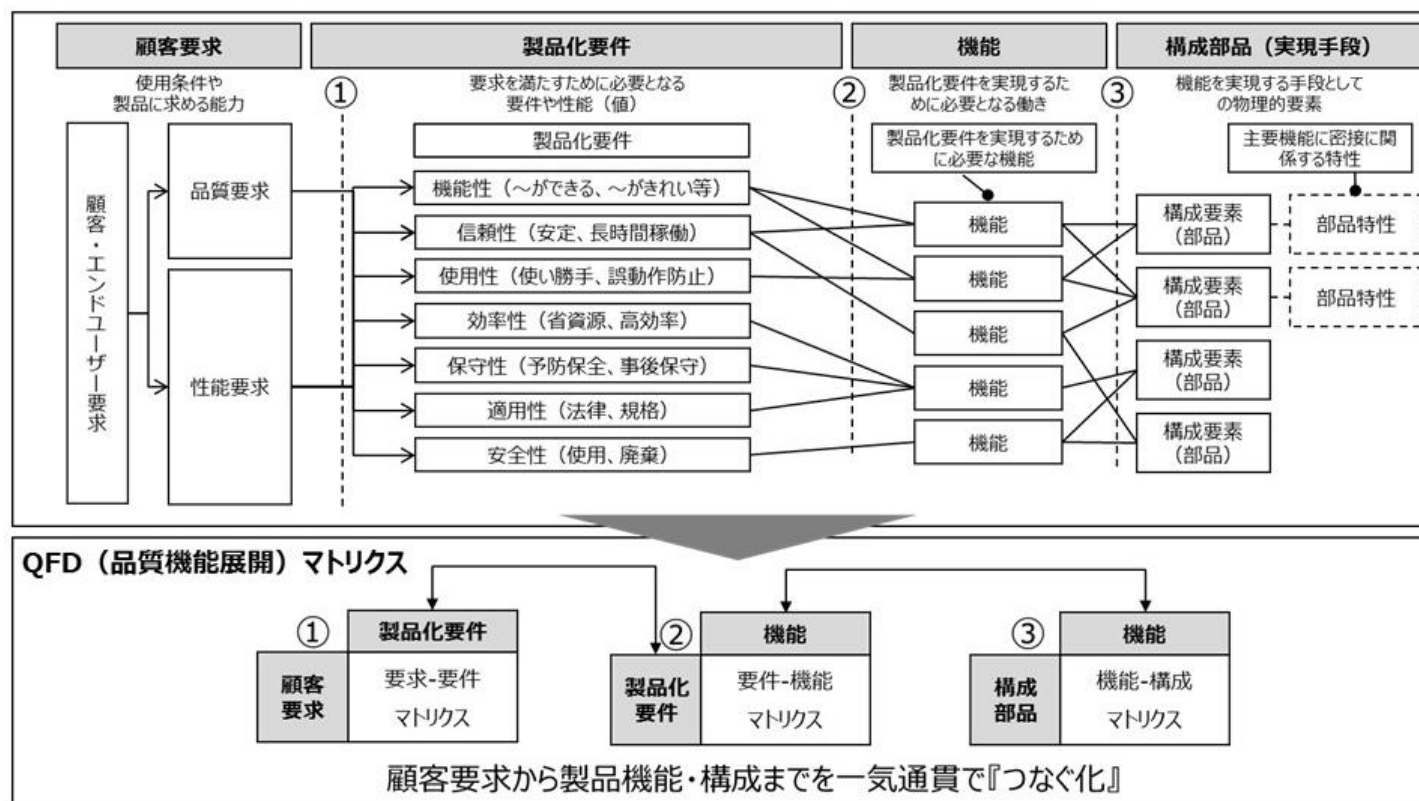 顧客要求
製品化要件
機能
構成部品（実現手段）
使用条件や
製品に求める能力
①
要求を満たすために必要となる
要件や性能（値）
②
製品化要件を実現するた
めに必要となる働き
③
機能を実現する手段として
の物理的要素
製品化要件
製品化要件を実現するため
に必要な機能
主要機能に密接に関
係する特性
顧客・エンドユーザー要求
品質要求
性能要求
機能性（～ができる、～がきれい等）
信頼性（安定、長時間稼働）
使用性（使い勝手、誤動作防止）
効率性（省資源、高効率）
保守性（予防保全、事後保守）
適用性（法律、規格）
安全性（使用、廃棄）
機能
機能
機能
機能
機能
構成要素
（部品）
構成要素
（部品）
構成要素
（部品）
構成要素
（部品）
部品特性
部品特性
QFD（品質機能展開）マトリクス
①
製品化要件
顧客
要求
要求-要件
マトリクス
②
機能
製品化
要件
要件-機能
マトリクス
③
機能
構成
部品
機能-構成
マトリクス
顧客要求から製品機能・構成までを一気通貫で『つなぐ化』